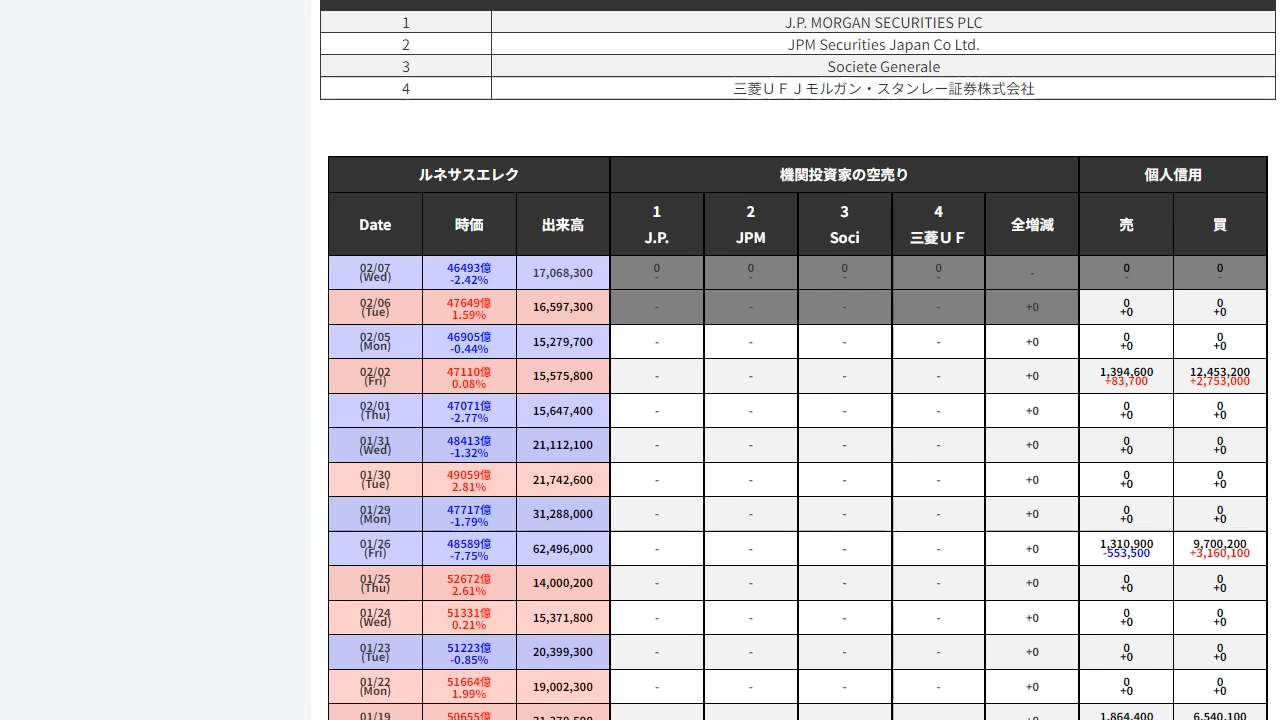 1 J.P. MORGAN SECURITIES PLC
2 JPM Securities Japan Co Ltd.
3 Societe Generale
4 三菱ＵＦＪモルガン・スタンレー証券株式会社
ルネサスエレク 機関投資家の空売り 個人信用
Date 時価 出来高 1 2 3 4 全増減 売 買
J.P. JPM Soci 三菱ＵＦ
02/07 46493億 17,068,300 0 0 0 0 - 0 0
(Wed) -2.42% - - - - - -
02/06 47649億 16,597,300 - - - - +0 0 0
(Tue) 1.59% +0 +0
02/05 46905億 15,279,700 - - - - +0 0 0
(Mon) -0.44% +0 +0
02/02 47110億 15,575,800 - - - - +0 1,394,600 12,453,200
(Fri) 0.08% +83,700 +2,753,000
02/01 47071億 15,647,400 - - - - +0 0 0
(Thu) -2.77% +0 +0
01/31 48413億 21,112,100 - - - - +0 0 0
(Wed) -1.32% +0 +0
01/30 49059億 21,742,600 - - - - +0 0 0
(Tue) 2.81% +0 +0
01/29 47717億 31,288,000 - - - - +0 0 0
(Mon) -1.79% +0 +0
01/26 48589億 62,496,000 - - - - +0 1,310,900 9,700,200
(Fri) -7.75% -553,500 +3,160,100
01/25 52672億 14,000,200 - - - - +0 0 0
(Thu) 2.61% +0 +0
01/24 51331億 15,371,800 - - - - +0 0 0
(Wed) 0.21% +0 +0
01/23 51223億 20,399,300 - - - - +0 0 0
(Tue) -0.85% +0 +0
01/22 51664億 19,002,300 - - - - +0 0 0
(Mon) 1.99% +0 +0
01/19 50655億 1,864,400 6,540,100